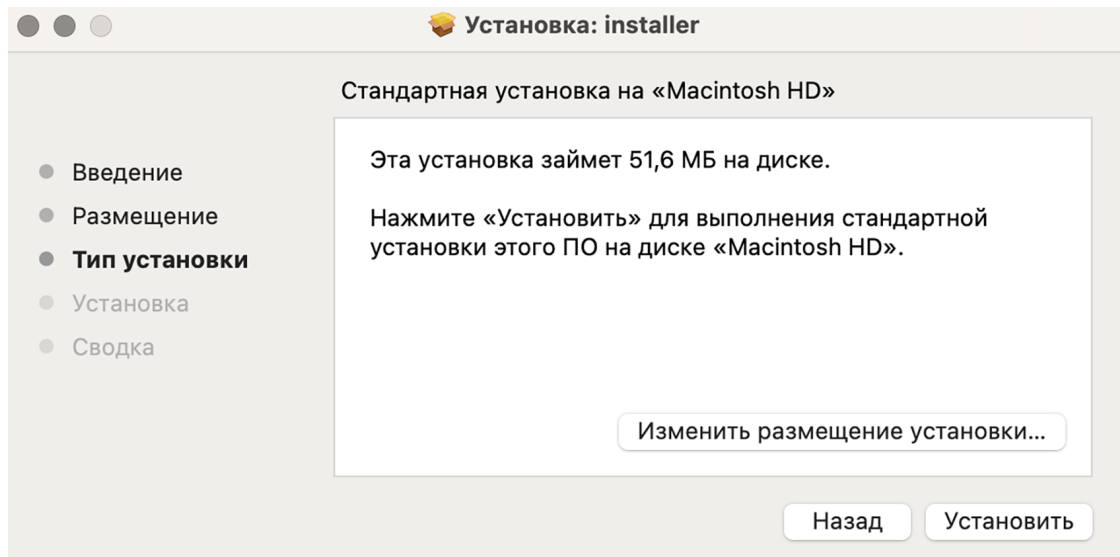 Установка: installer
Стандартная установка на «Macintosh HD»
Введение
Размещение
Тип установки
Установка
Сводка
Эта установка займет 51,6 МБ на диске.
Нажмите «Установить» для выполнения стандартной
установки этого ПО на диске «Macintosh HD».
Изменить размещение установки...
Назад
Установить